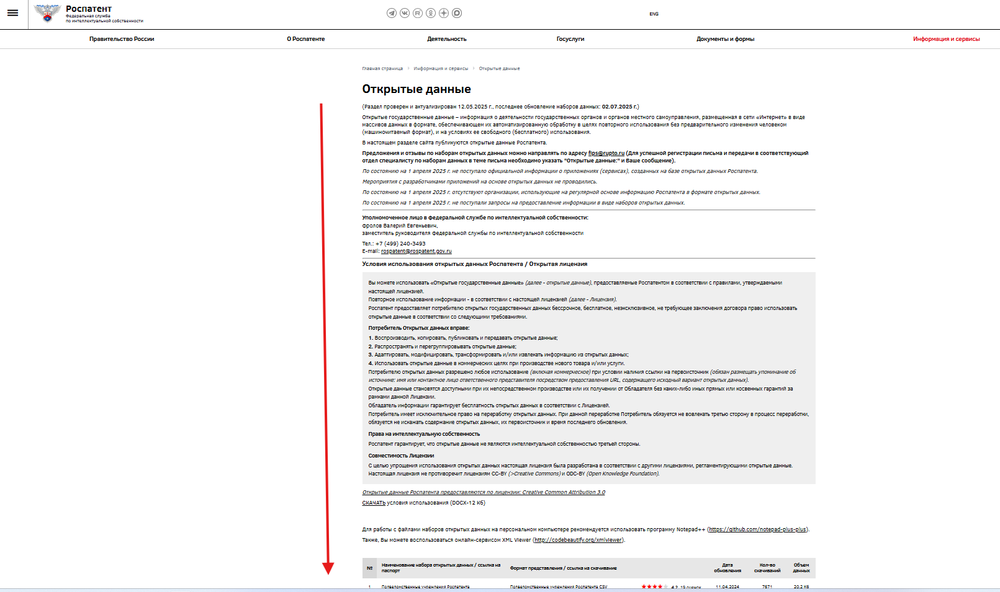 Роспатент
Федеральная служба
по интеллектуальной собственности
ENG
Правительство России
О Роспатенте
Деятельность
Госуслуги
Документы и формы
Информация и сервисы
Главная страница › Информация и сервисы › Открытые данные
Открытые данные
(Раздел проверен и актуализирован 12.05.2025 г., последнее обновление наборов данных: 02.07.2025 г.)
Открытые государственные данные – информация о деятельности государственных органов и органов местного самоуправления, размещенная в сети «Интернет» в виде
массивов данных в формате, обеспечивающем их автоматизированную обработку в целях повторного использования без предварительного изменения человеком
(машиночитаемый формат), и на условиях ее свободного (бесплатного) использования.
В настоящем разделе сайта публикуются открытые данные Роспатента.
Предложения и отзывы по наборам открытых данных можно направлять по адресу fips@rupto.ru (Для успешной регистрации письма и передачи в соответствующий
отдел специалисту по наборам данных в теме письма необходимо указать "Открытые данные:" и Ваше сообщение).
По состоянию на 1 апреля 2025 г. не поступало официальной информации о приложениях (сервисах), созданных на базе открытых данных Роспатента.
Мероприятия с разработчиками приложений на основе открытых данных не проводились.
По состоянию на 1 апреля 2025 г. отсутствуют организации, использующие на регулярной основе информацию Роспатента в формате открытых данных.
По состоянию на 1 апреля 2025 г. не поступали запросы на предоставление информации в виде наборов открытых данных.
Уполномоченное лицо в федеральной службе по интеллектуальной собственности:
Фролов Валерий Евгеньевич,
заместитель руководителя Федеральной службы по интеллектуальной собственности
Тел.: +7 (499) 240-3493
E-mail: rospatent@rospatent.gov.ru
Условия использования открытых данных Роспатента / Открытая лицензия
Вы можете использовать «Открытые государственные данные» (далее - открытые данные), предоставляемые Роспатентом в соответствии с правилами, утверждаемыми
настоящей лицензией.
Повторное использование информации - в соответствии с настоящей лицензией (далее - Лицензия).
Роспатент предоставляет потребителю открытых государственных данных бессрочное, бесплатное, неэксклюзивное, не требующее заключения договора право использовать
открытые данные в соответствии со следующими требованиями.
Потребитель Открытых данных вправе:
1. Воспроизводить, копировать, публиковать и передавать открытые данные;
2. Распространять и перегруппировывать открытые данные;
3. Адаптировать, модифицировать, трансформировать и/или извлекать информацию из открытых данных;
4. Использовать открытые данные в коммерческих целях при производстве нового товара и/или услуги.
Потребителю открытых данных разрешено любое использование (включая коммерческое) при условии наличия ссылки на первоисточник (обязан размещать упоминание об
источнике: имя или контактное лицо ответственного представителя посредством предоставления URL, содержащего исходный вариант открытых данных).
Открытые данные становятся доступными при их непосредственном производстве или их получении от Обладателя без каких-либо иных прямых или косвенных гарантий за
рамками данной Лицензии.
Обладатель информации гарантирует бесплатность открытых данных в соответствии с Лицензией.
Потребитель имеет исключительное право на переработку открытых данных. При данной переработке Потребитель обязуется не вовлекать третью сторону в процесс переработки,
обязуется не искажать содержание открытых данных, их первоисточник и время последнего обновления.
Права на интеллектуальную собственность
Роспатент гарантирует, что открытые данные не являются интеллектуальной собственностью третьей стороны.
Совместимость Лицензии
С целью упрощения использования открытых данных настоящая лицензия была разработана в соответствии с другими лицензиями, регламентирующими открытые данные.
Настоящая лицензия не противоречит лицензиям CC-BY (>Creative Commons) и ODC-BY (Open Knowledge Foundation).
Открытые данные Роспатента предоставляются по лицензии: Creative Common Attribution 3.0
СКАЧАТЬ условия использования (DOCX-12 Кб)
Для работы с файлами наборов открытых данных на персональном компьютере рекомендуется использовать программу Notepad++ (https://github.com/notepad-plus-plus).
Также, Вы можете воспользоваться онлайн-сервисом XML Viewer (http://codebeautify.org/xmlviewer).
№ Наименование набора открытых данных / ссылка на паспорт Формат представления / ссылка на скачивание Дата обновления Кол-во скачиваний Объем данных
1 Подведомственные учреждения Роспатента Подведомственные учреждения Роспатента CSV 4.2, 19 оценок 11.04.2024 7671 20.2 Кб